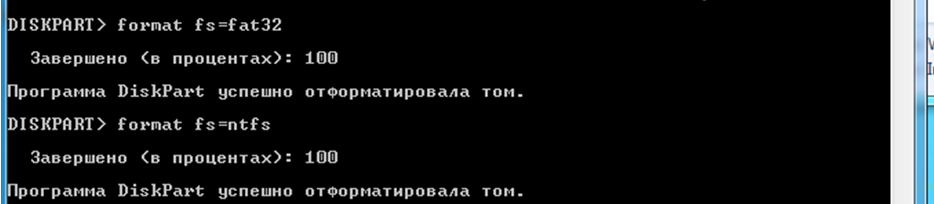 DISKPART> format fs=fat32
Завершено (в процентах): 100
Программа DiskPart успешно отформатировала том.
DISKPART> format fs=ntfs
Завершено (в процентах): 100
Программа DiskPart успешно отформатировала том.